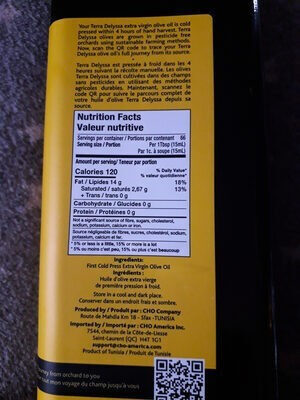 Your Terra Delyssa extra virgin olive oil is cold
pressed within 4 hours of hand harvest. Terra
Delyssa olives are grown in pesticide free
orchards using sustainable farming methods.
Now, scan the QR code to trace your Terra
Delyssa olive oil's full journey from its source.
Terra Delyssa est pressée à froid dans les 4
heures suivant la récolte manuelle. Les olives
Terra Delyssa sont cultivées dans des champs
sans pesticides en utilisant des méthodes
agricoles durables. Maintenant, scannez le
code QR pour suivre le parcours complet de
votre huile d'olive Terra Delyssa depuis sa
source.
Nutrition Facts
Valeur nutritive
Servings per container / Portions par contenant 66
Serving size / Portion Per 1Tbsp (15mL)
Par 1c. à soupe (15mL)
Amount per serving/ Teneur par portion
Calories 120 % Daily Value*
% valeur quotidienne*
Fat / Lipides 14 g 18%
Saturated / saturés 2,67 g 13%
+ Trans / trans 0 g
Carbohydrate / Glucides 0 g
Protein / Protéines 0 g
Not a significant source of fibre, sugars, cholesterol,
sodium, potassium, calcium or iron.
Source négligeable de fibres, sucres, cholestérol, sodium,
potassium, calcium et fer.
* 5% or less is a little, 15% or more is a lot
* 5% ou moins c'est peu, 15% ou plus c'est beaucoup
Ingredients:
First Cold Press Extra Virgin Olive Oil
Ingrédients :
Huile d'olive extra vierge
de première pression à froid.
Store in a cool and dark place.
Conserver dans un endroit frais et sombre.
Produced by / Produit par : CHO Company
Route de Mahdia Km 18 - Sfax -TUNISIA
Imported by / Importé par : CHO America inc.
7544, chemin de la Côte-de-Liesse
Saint-Laurent (QC) H4T 1G1
support@cho-america.com
Product of Tunisia / Produit de Tunisie
journey from orchard to you
mon voyage du champ jusqu'à vous